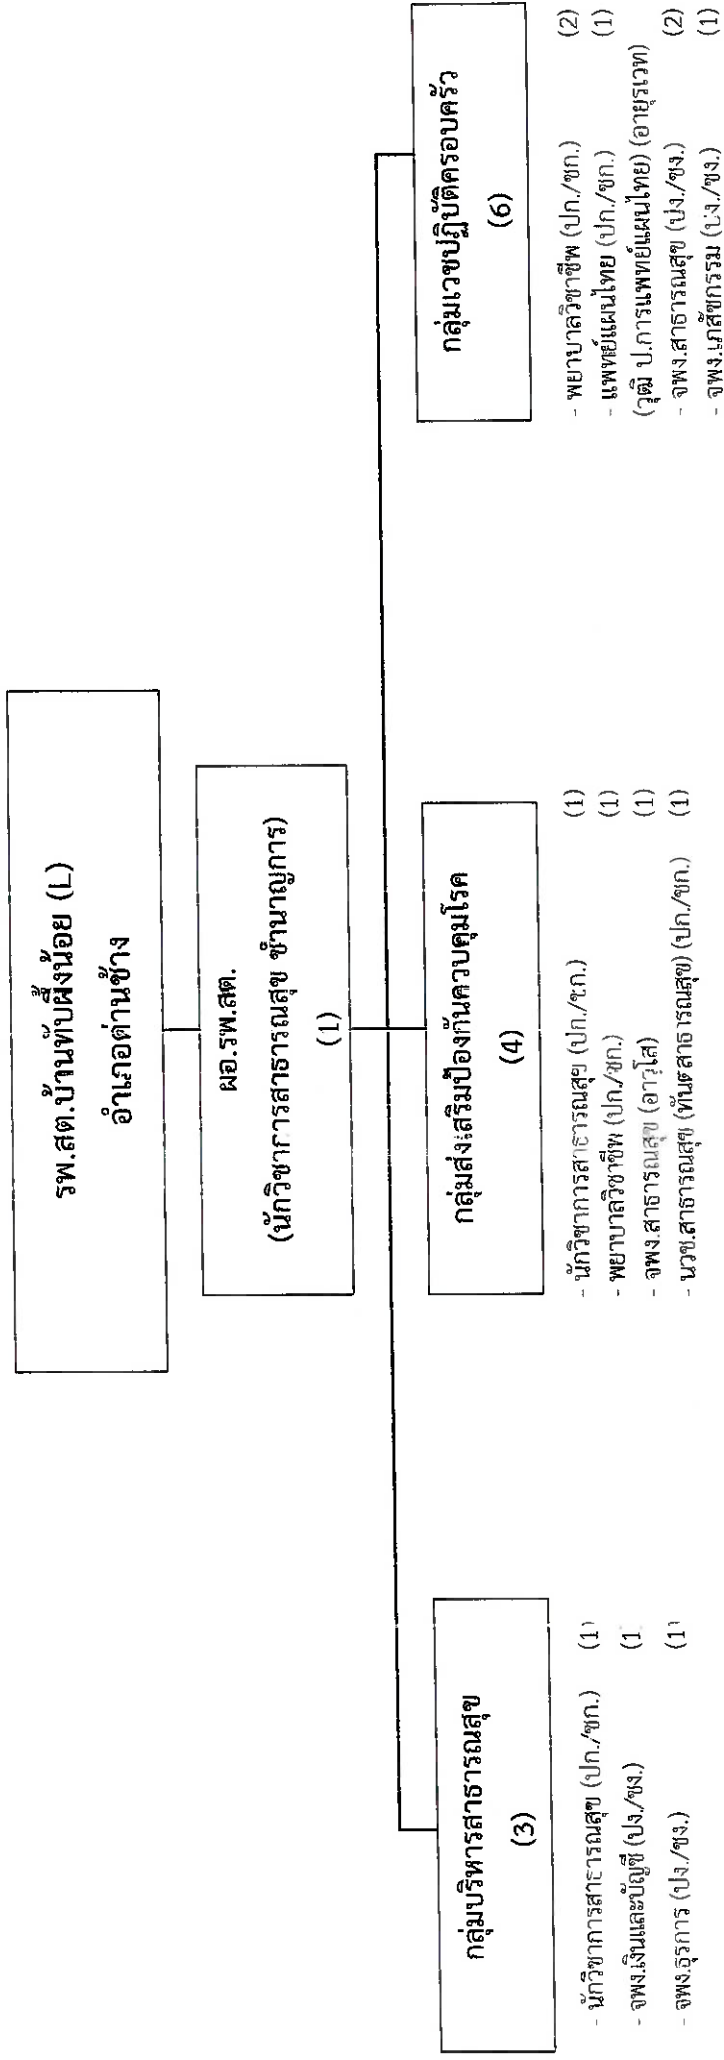 รพ.สต.บ้านทับผึ้งน้อย (L)
อำเภอด่านช้าง
ผอ.รพ.สต.
(นักวิชาการสาธารณสุข ชำนาญการ)
(1)
กลุ่มบริหารสาธารณสุข
(3)
- นักวิชาการสาธารณสุข (ปก./ชก.) (1)
- จพง.เงินและบัญชี (ปง./ชง.) (1)
- จพง.ธุรการ (ปง./ชง.) (1)
กลุ่มส่งเสริมป้องกันควบคุมโรค
(4)
- นักวิชาการสาธารณสุข (ปก./ชก.) (1)
- พยาบาลวิชาชีพ (ปก./ชก.) (1)
- จพง.สาธารณสุข (อาวุโส) (1)
- นวช.สาธารณสุข (ทันตสาธารณสุข) (ปก./ชก.) (1)
กลุ่มเวชปฏิบัติครอบครัว
(6)
- พยาบาลวิชาชีพ (ปก./ชก.) (2)
- แพทย์แผนไทย (ปก./ชก.) (1)
(วุฒิ ป.การแพทย์แผนไทย) (อายุรเวท)
- จพง.สาธารณสุข (ปง./ชง.) (2)
- จพง.เภสัชกรรม (ปง./ชง.) (1)